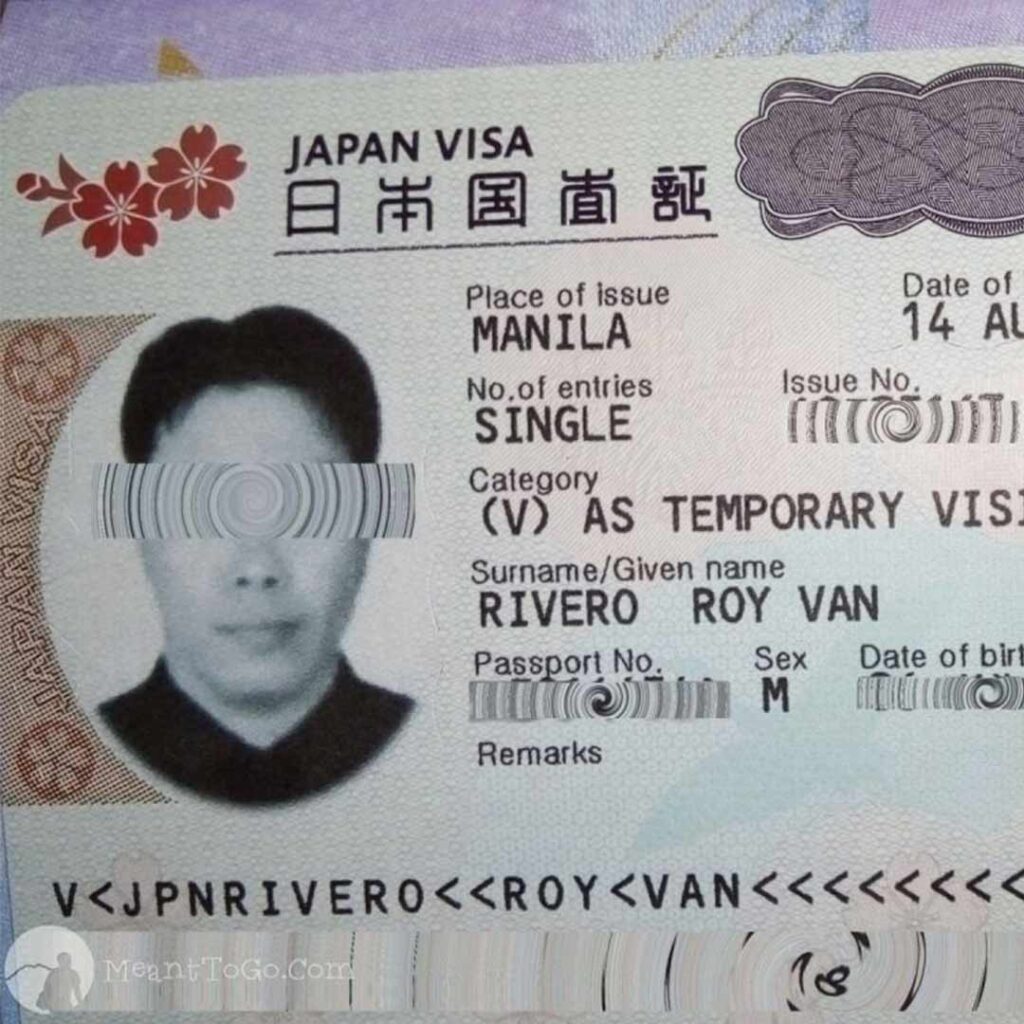 JAPAN VISA
日本国査証
Place of issue
MANILA
Date of
14 AU
No.of entries
SINGLE
Issue No.
Category
(V) AS TEMPORARY VISI
Surname/Given name
RIVERO ROY VAN
Passport No.
Sex
M
Date of birt
Remarks
JAPAN VISA
V<JPNRIVERO<<ROY<VAN<<<<<<<<
MeantToGo.Com